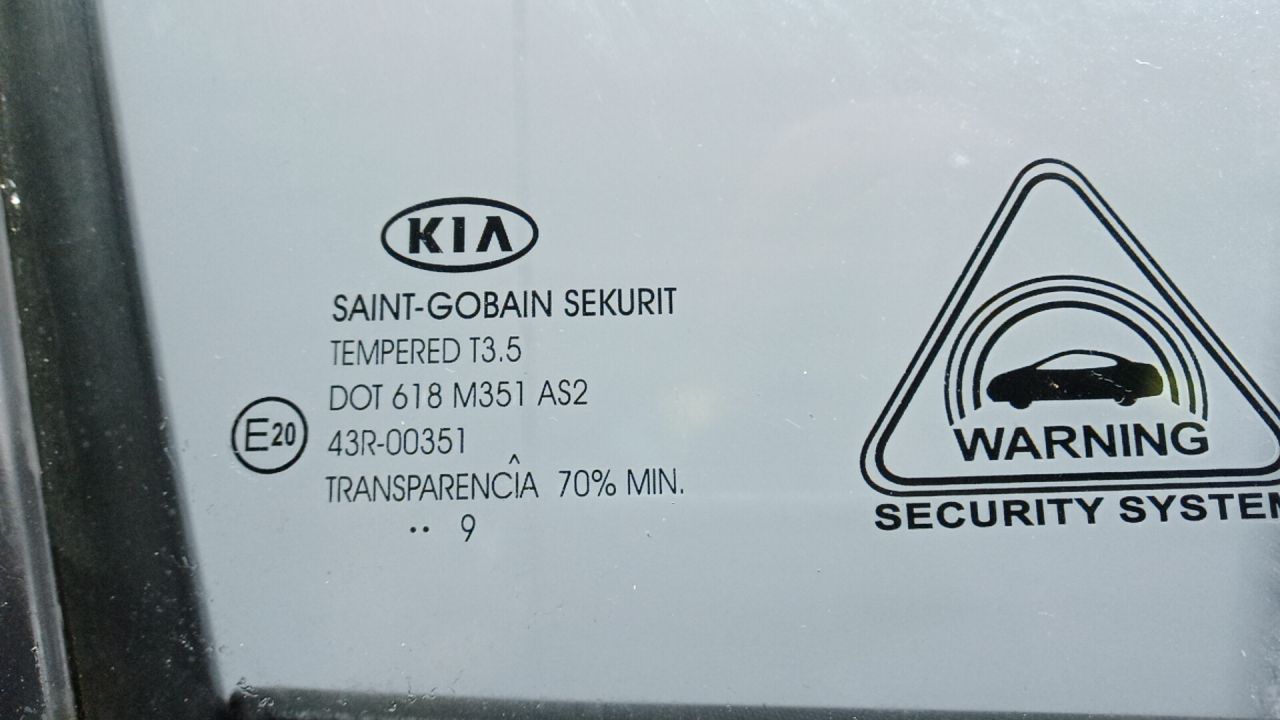 KIA
SAINT-GOBAIN SEKURIT
TEMPERED T3.5
DOT 618 M351 AS2
E20
43R-00351
TRANSPARENCÎA 70% MIN.
·· 9
WARNING
SECURITY SYSTEM